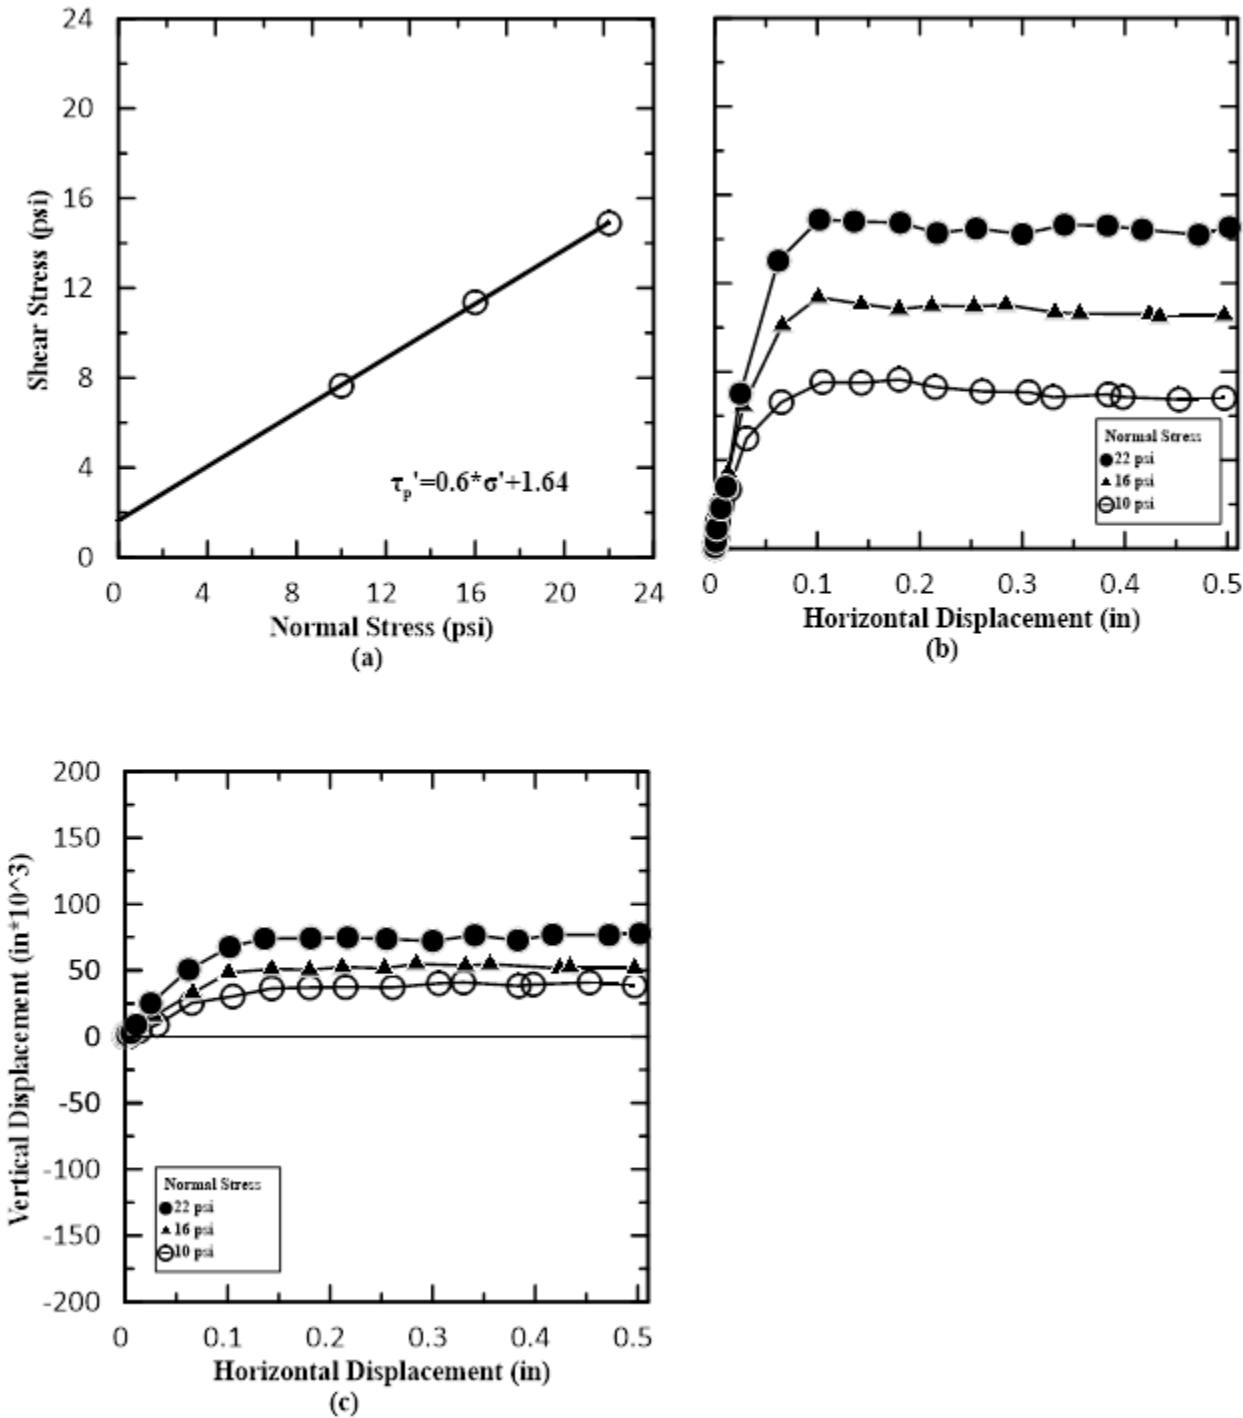 24
20
16
12
8
4
0
Shear Stress (psi)
τp'=0.6*σ'+1.64
0 4 8 12 16 20 24
Normal Stress (psi)
(a)
Normal Stress
22 psi
16 psi
10 psi
0 0.1 0.2 0.3 0.4 0.5
Horizontal Displacement (in)
(b)
200
150
100
50
0
-50
-100
-150
-200
Vertical Displacement (in*10^3)
Normal Stress
22 psi
16 psi
10 psi
0 0.1 0.2 0.3 0.4 0.5
Horizontal Displacement (in)
(c)